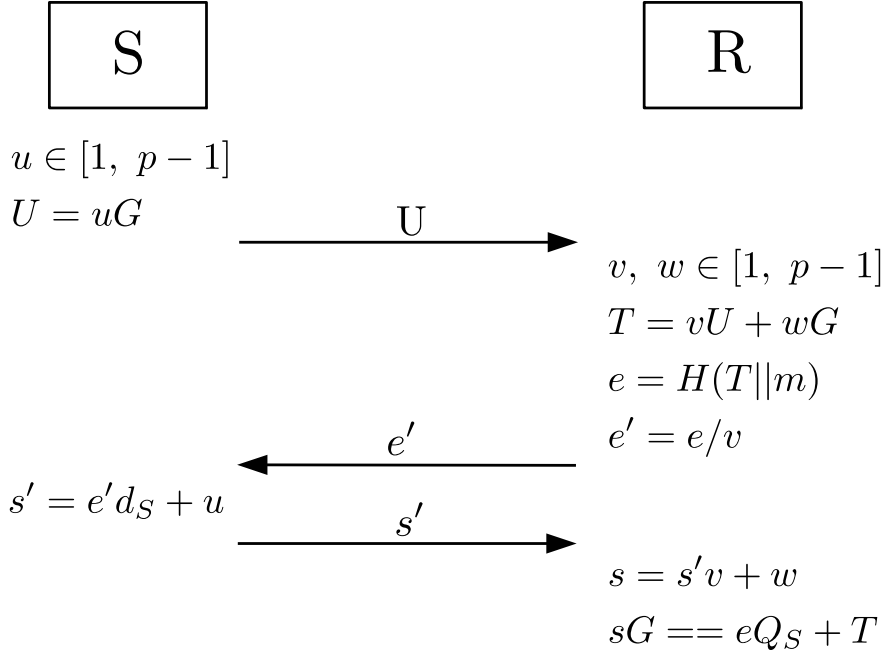 S
R
u ∈ [1, p − 1]
U = uG
U
v, w ∈ [1, p − 1]
T = vU + wG
e = H(T||m)
e′ = e/v
e′
s′ = e′d_S + u
s′
s = s′v + w
sG == eQ_S + T